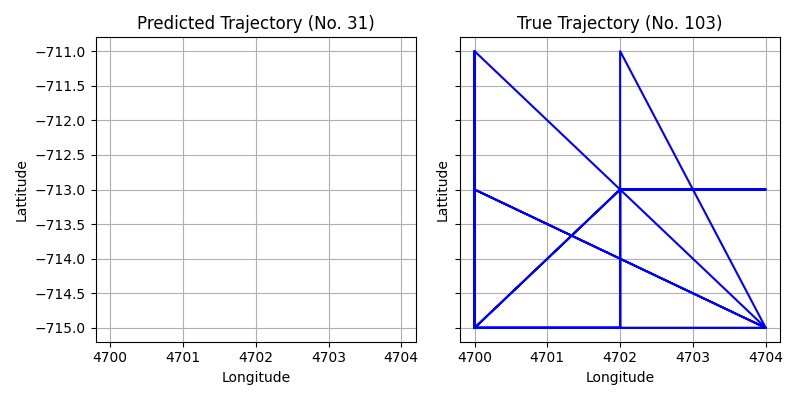 Predicted Trajectory (No. 31)
True Trajectory (No. 103)
−711.0
−711.5
−712.0
−712.5
−713.0
−713.5
−714.0
−714.5
−715.0
Lattitude
Lattitude
4700 4701 4702 4703 4704
4700 4701 4702 4703 4704
Longitude
Longitude